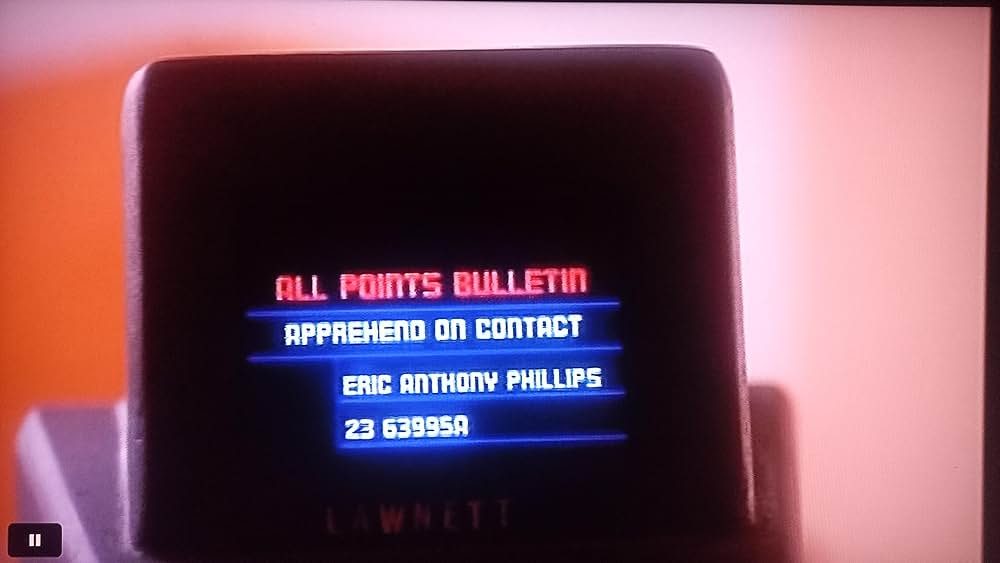 ALL POINTS BULLETIN
APPREHEND ON CONTACT
ERIC ANTHONY PHILLIPS
23 63995A
LAWNETT